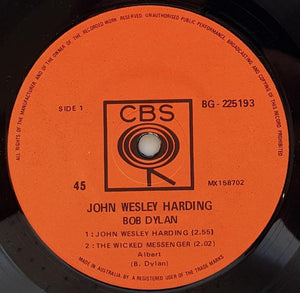 ALL RIGHTS OF THE MANUFACTURER AND OF THE OWNER OF THE RECORDED WORK RESERVED. UNAUTHORISED PUBLIC PERFORMANCE, BROADCASTING AND COPYING OF THIS RECORD PROHIBITED
CBS
SIDE 1
BG - 225193
45
MX158702
JOHN WESLEY HARDING
BOB DYLAN
1 : JOHN WESLEY HARDING (2.55)
2 : THE WICKED MESSENGER (2.02)
Albart
(B. Dylan)
MADE IN AUSTRALIA BY A REGISTERED USER OF THE TRADE MARKS